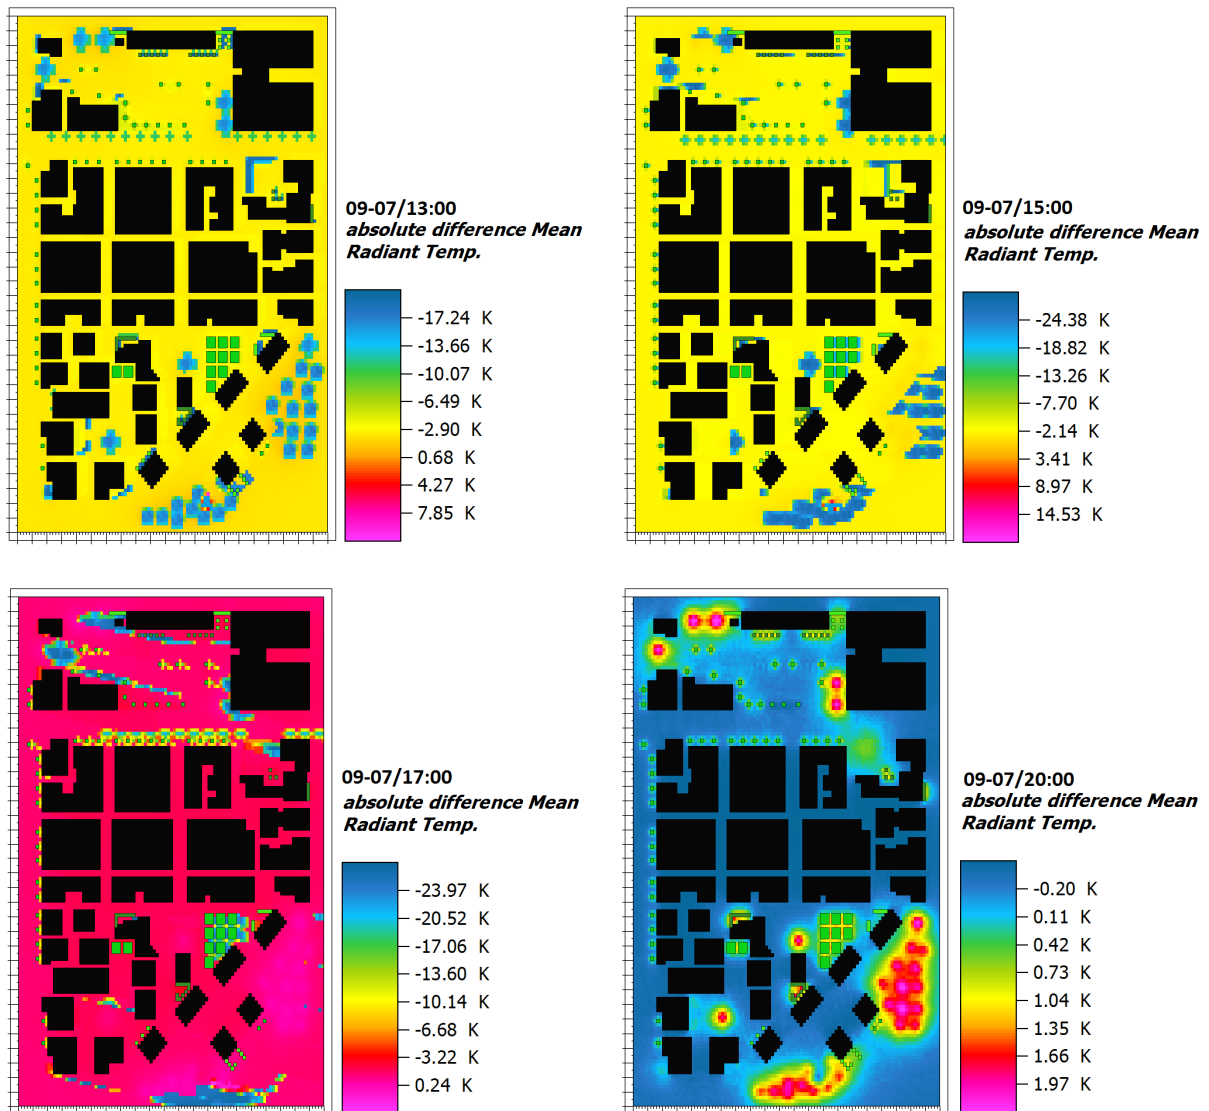 09-07/13:00
absolute difference Mean
Radiant Temp.
-17.24 K
-13.66 K
-10.07 K
-6.49 K
-2.90 K
0.68 K
4.27 K
7.85 K
09-07/15:00
absolute difference Mean
Radiant Temp.
-24.38 K
-18.82 K
-13.26 K
-7.70 K
-2.14 K
3.41 K
8.97 K
14.53 K
09-07/17:00
absolute difference Mean
Radiant Temp.
-23.97 K
-20.52 K
-17.06 K
-13.60 K
-10.14 K
-6.68 K
-3.22 K
0.24 K
09-07/20:00
absolute difference Mean
Radiant Temp.
-0.20 K
0.11 K
0.42 K
0.73 K
1.04 K
1.35 K
1.66 K
1.97 K